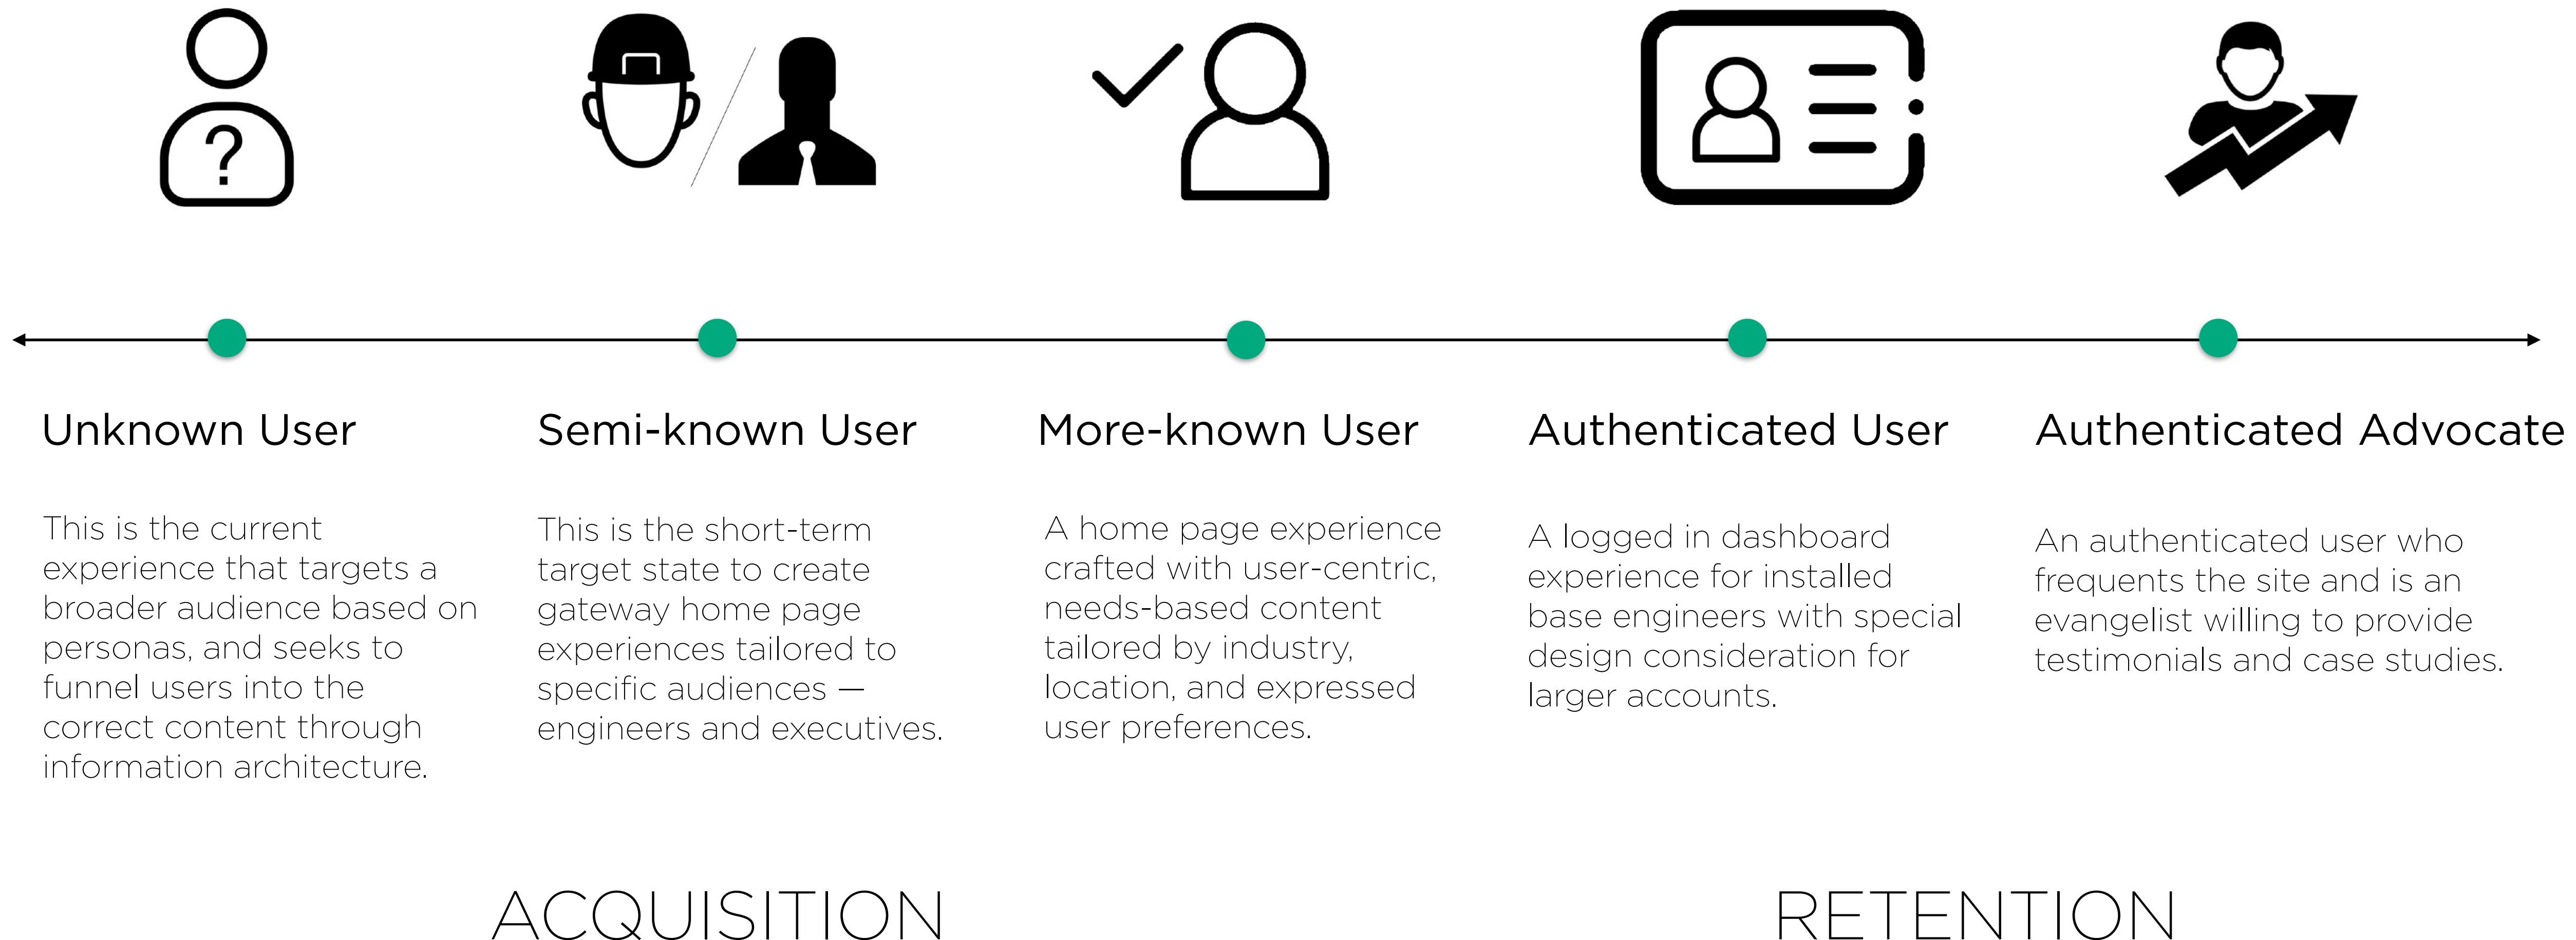 ?
Unknown User
This is the current
experience that targets a
broader audience based on
personas, and seeks to
funnel users into the
correct content through
information architecture.
Semi-known User
This is the short-term
target state to create
gateway home page
experiences tailored to
specific audiences —
engineers and executives.
More-known User
A home page experience
crafted with user-centric,
needs-based content
tailored by industry,
location, and expressed
user preferences.
Authenticated User
A logged in dashboard
experience for installed
base engineers with special
design consideration for
larger accounts.
Authenticated Advocate
An authenticated user who
frequents the site and is an
evangelist willing to provide
testimonials and case studies.
ACQUISITION
RETENTION